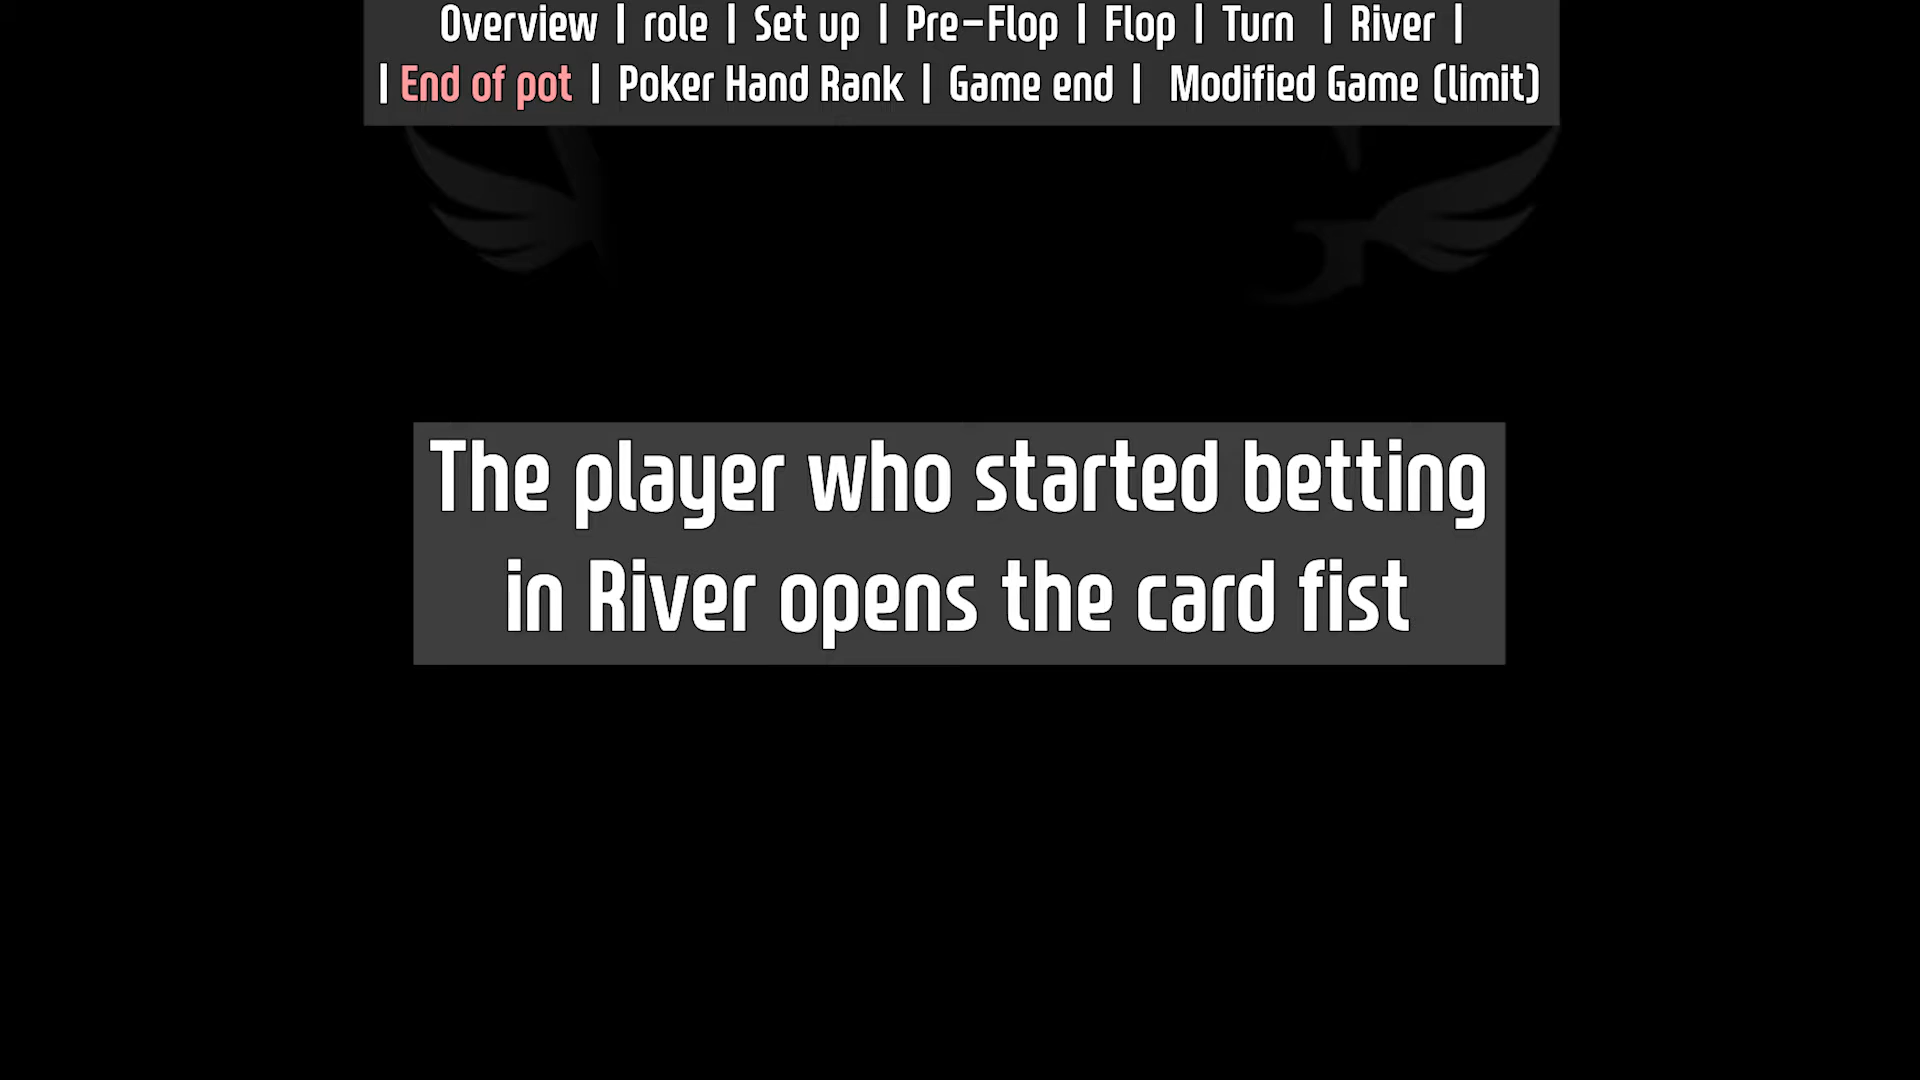 Overview | role | Set up | Pre-Flop | Flop | Turn | River |
| End of pot | Poker Hand Rank | Game end | Modified Game (limit)
The player who started betting
in River opens the card fist